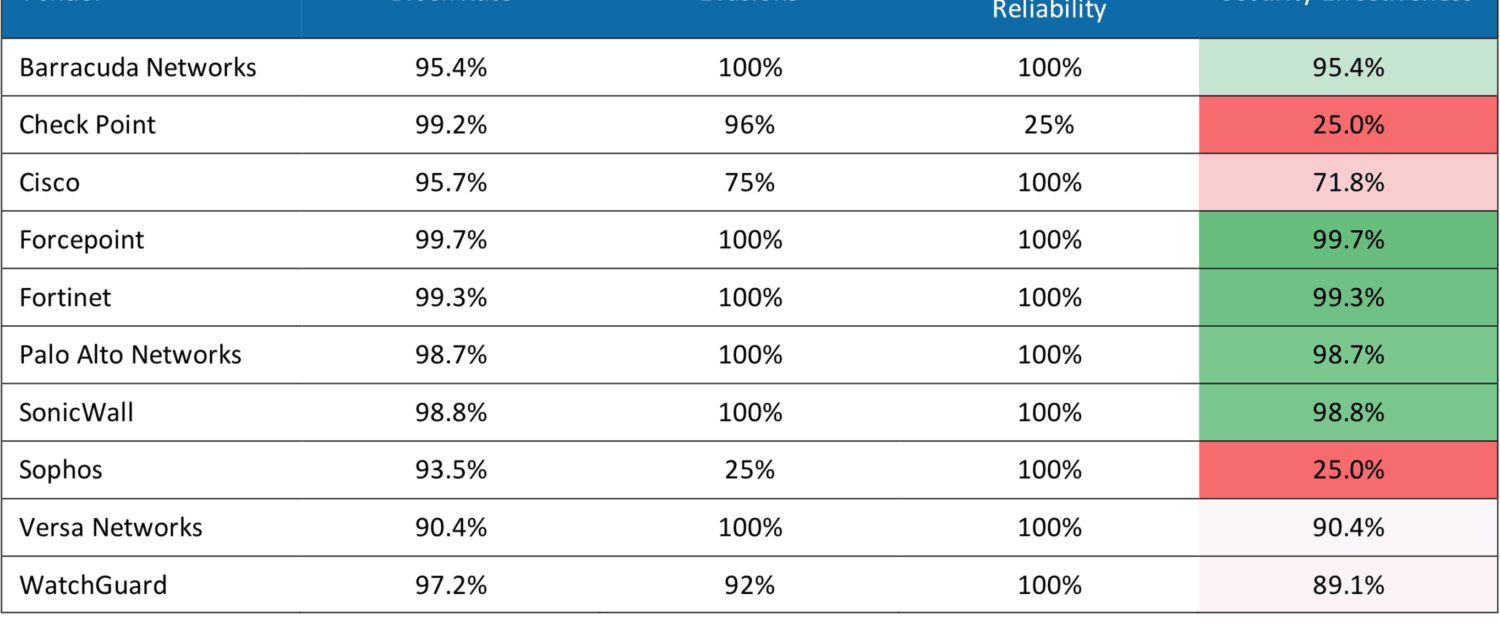 Reliability
Barracuda Networks 95.4% 100% 100% 95.4%
Check Point 99.2% 96% 25% 25.0%
Cisco 95.7% 75% 100% 71.8%
Forcepoint 99.7% 100% 100% 99.7%
Fortinet 99.3% 100% 100% 99.3%
Palo Alto Networks 98.7% 100% 100% 98.7%
SonicWall 98.8% 100% 100% 98.8%
Sophos 93.5% 25% 100% 25.0%
Versa Networks 90.4% 100% 100% 90.4%
WatchGuard 97.2% 92% 100% 89.1%